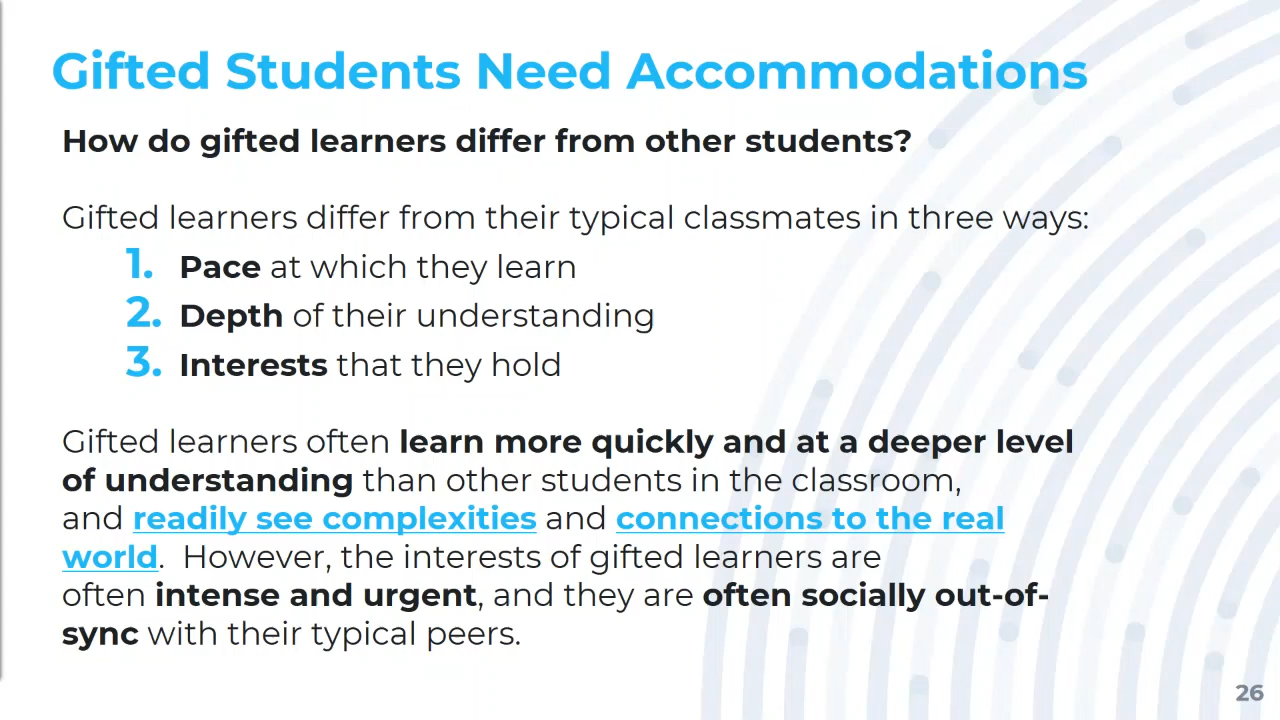 Gifted Students Need Accommodations
How do gifted learners differ from other students?
Gifted learners differ from their typical classmates in three ways:
1. Pace at which they learn
2. Depth of their understanding
3. Interests that they hold
Gifted learners often learn more quickly and at a deeper level
of understanding than other students in the classroom,
and readily see complexities and connections to the real
world.  However, the interests of gifted learners are
often intense and urgent, and they are often socially out-of-
sync with their typical peers.
26